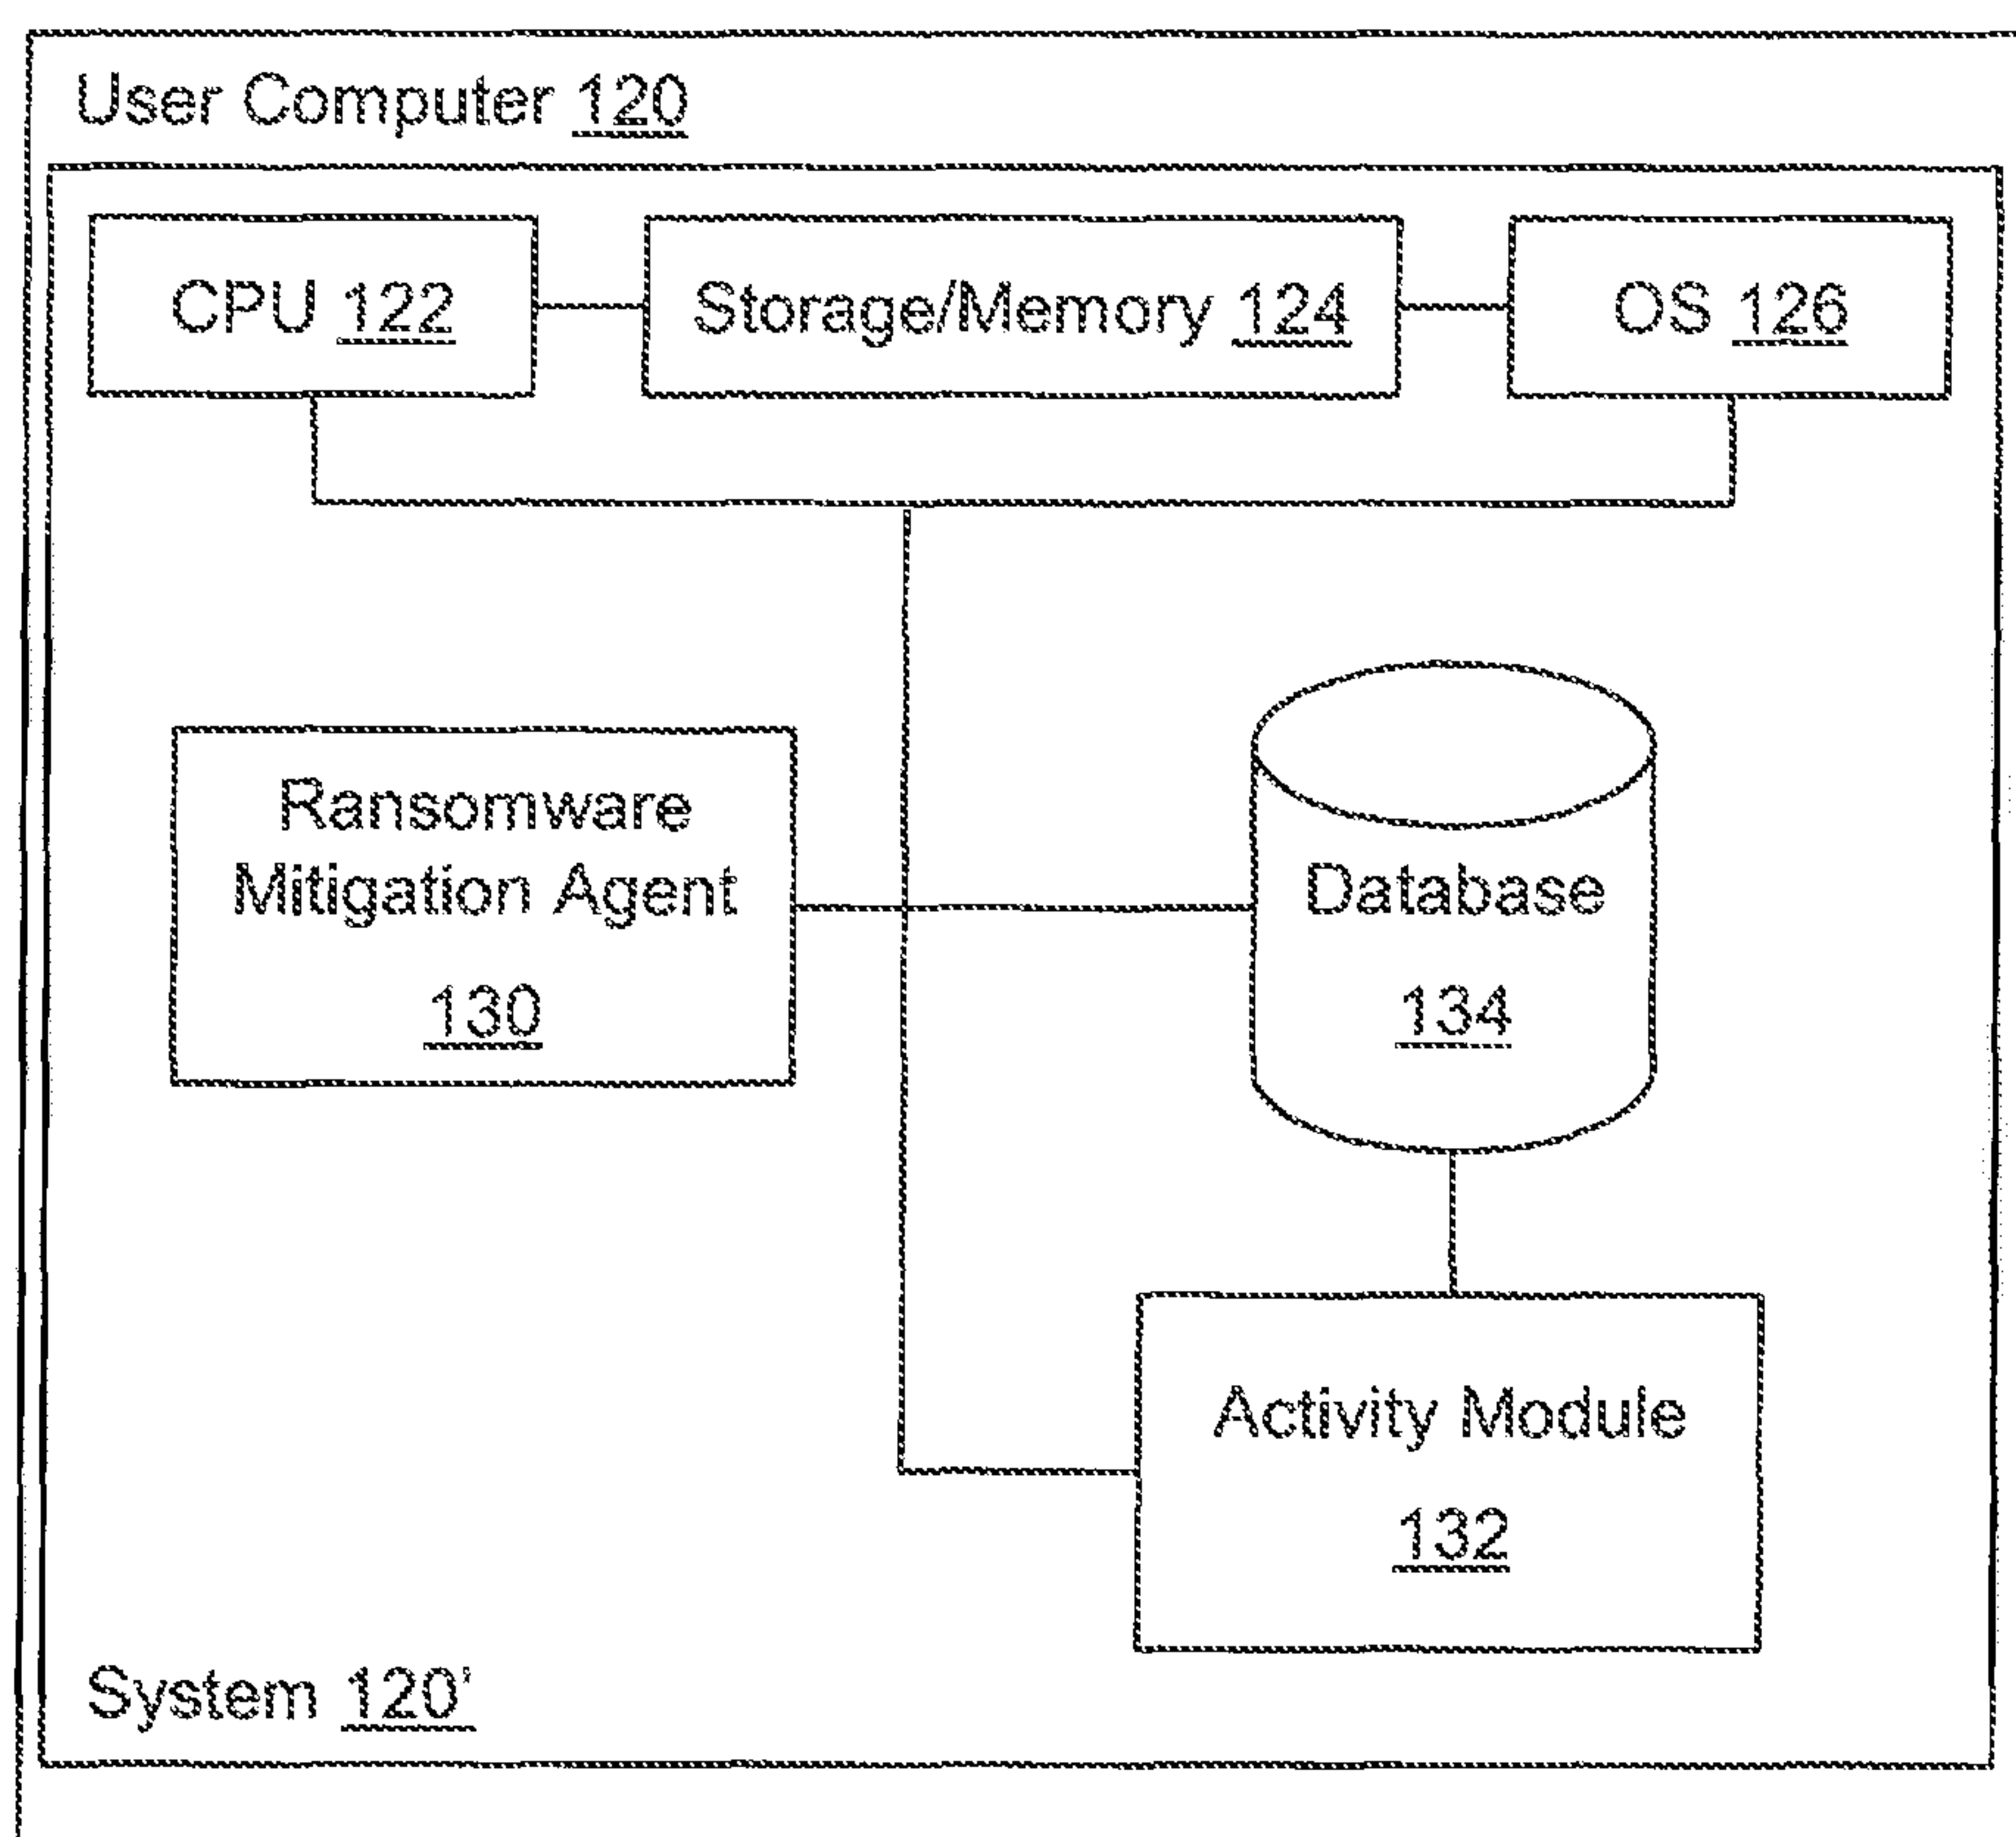 User Computer 120
CPU 122
Storage/Memory 124
OS 126
Ransomware
Mitigation Agent
130
Database
134
Activity Module
132
System 120'